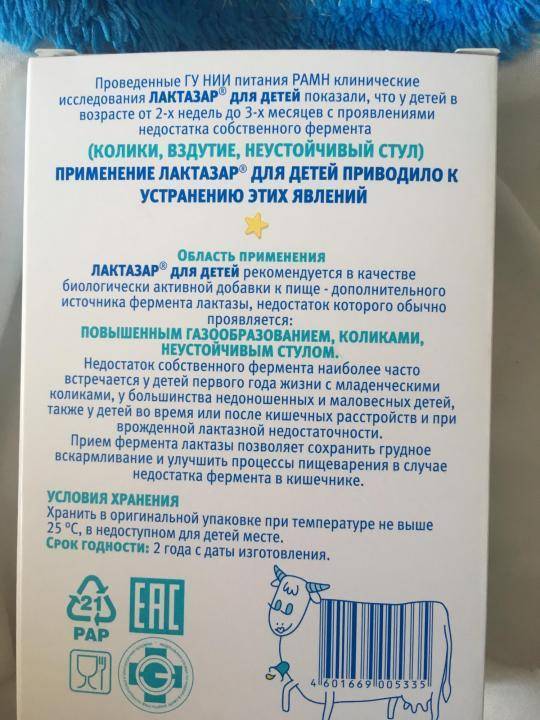 Проведенные ГУ НИИ питания РАМН клинические
исследования ЛАКТАЗАР® ДЛЯ ДЕТЕЙ показали, что у детей в
возрасте от 2-х недель до 3-х месяцев с проявлениями
недостатка собственного фермента
(КОЛИКИ, ВЗДУТИЕ, НЕУСТОЙЧИВЫЙ СТУЛ)
ПРИМЕНЕНИЕ ЛАКТАЗАР® ДЛЯ ДЕТЕЙ ПРИВОДИЛО К
УСТРАНЕНИЮ ЭТИХ ЯВЛЕНИЙ
ОБЛАСТЬ ПРИМЕНЕНИЯ
ЛАКТАЗАР® ДЛЯ ДЕТЕЙ рекомендуется в качестве
биологически активной добавки к пище - дополнительного
источника фермента лактазы, недостаток которого обычно
проявляется:
ПОВЫШЕННЫМ ГАЗООБРАЗОВАНИЕМ, КОЛИКАМИ,
НЕУСТОЙЧИВЫМ СТУЛОМ.
Недостаток собственного фермента наиболее часто
встречается у детей первого года жизни с младенческими
коликами, у большинства недоношенных и маловесных детей,
также у детей во время или после кишечных расстройств и при
врожденной лактазной недостаточности.
Прием фермента лактазы позволяет сохранить грудное
вскармливание и улучшить процессы пищеварения в случае
недостатка фермента в кишечнике.
УСЛОВИЯ ХРАНЕНИЯ
Хранить в оригинальной упаковке при температуре не выше
25 °С, в недоступном для детей месте.
СРОК ГОДНОСТИ: 2 года с даты изготовления.
21
PAP
EAC
4 601669 005335